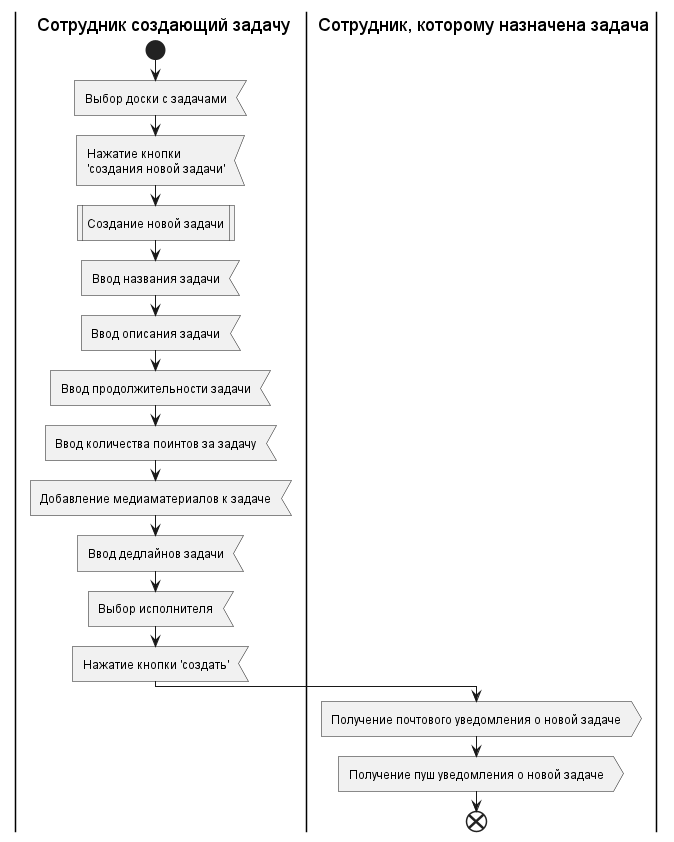 Сотрудник создающий задачу
Сотрудник, которому назначена задача
Выбор доски с задачами
Нажатие кнопки
'создания новой задачи'
Создание новой задачи
Ввод названия задачи
Ввод описания задачи
Ввод продолжительности задачи
Ввод количества поинтов за задачу
Добавление медиаматериалов к задаче
Ввод дедлайнов задачи
Выбор исполнителя
Нажатие кнопки 'создать'
Получение почтового уведомления о новой задаче
Получение пуш уведомления о новой задаче